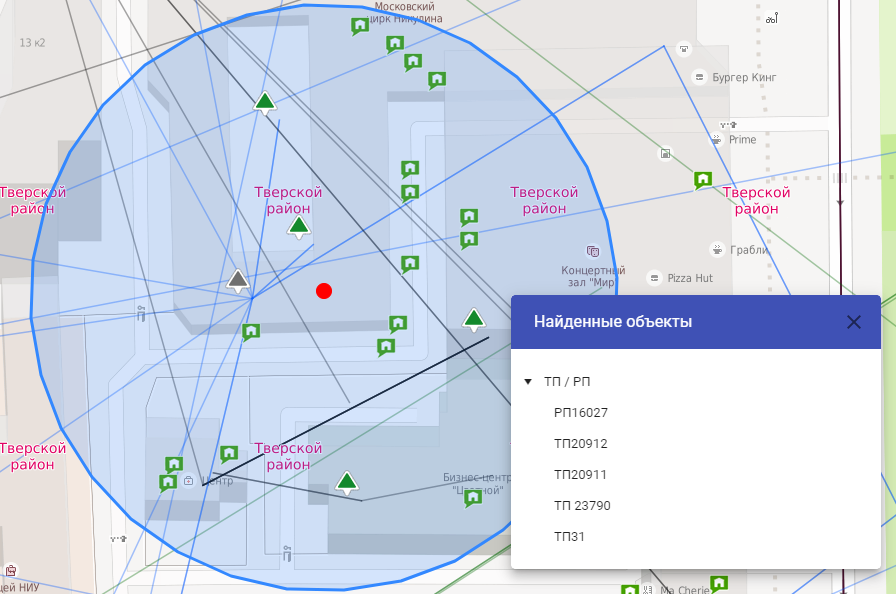 Московский
цирк Никулина
13 к2
Бургер Кинг
Prime
Тверской
район
Тверской
район
Тверской
район
Тверской
район
Грабли
Концертный
зал "Мир"
Pizza Hut
Найденные объекты
ТП / РП
РП16027
ТП20912
ТП20911
ТП 23790
ТП31
Тверской
район
Тверской
район
Центр
Бизнес-центр
"Цветной"
цей НИУ
Ma Cherie